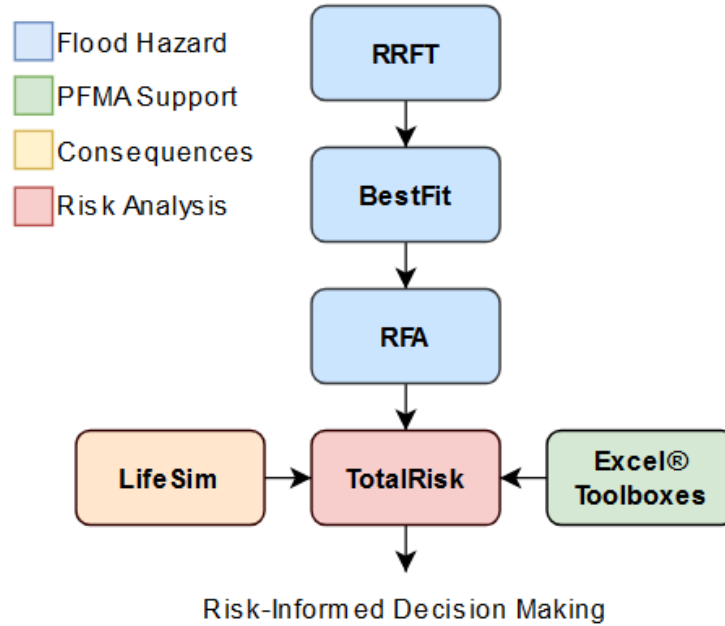 Flood Hazard
PFMA Support
Consequences
Risk Analysis
RRFT
BestFit
RFA
LifeSim
TotalRisk
Excel®
Toolboxes
Risk-Informed Decision Making